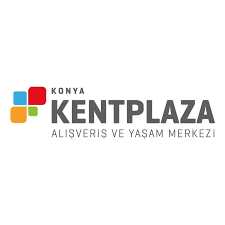 KONYA
KENTPLAZA
ALIŞVERİŞ VE YAŞAM MERKEZİ